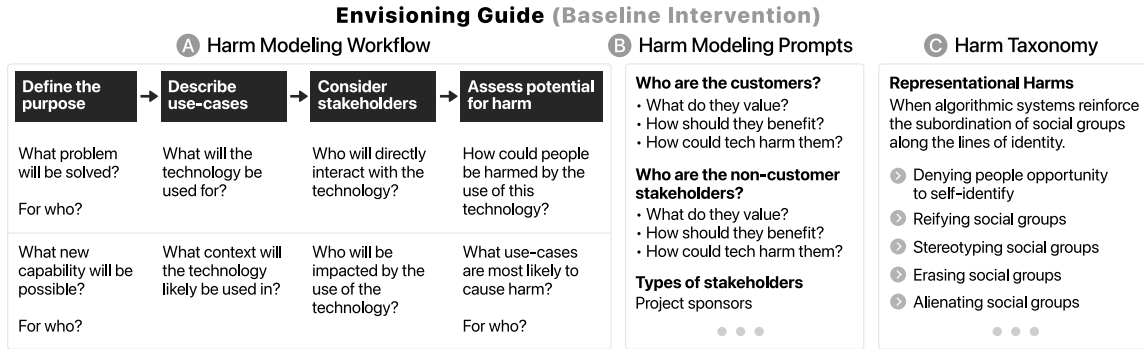 Envisioning Guide (Baseline Intervention)
A Harm Modeling Workflow
Define the
purpose
Describe
use-cases
Consider
stakeholders
Assess potential
for harm
What problem
will be solved?
For who?
What will the
technology be
used for?
Who will directly
interact with the
technology?
How could people
be harmed by the
use of this
technology?
What new
capability will be
possible?
For who?
What context will
the technology
likely be used in?
Who will be
impacted by the
use of the
technology?
What use-cases
are most likely to
cause harm?
For who?
B Harm Modeling Prompts
Who are the customers?
• What do they value?
• How should they benefit?
• How could tech harm them?
Who are the non-customer
stakeholders?
• What do they value?
• How should they benefit?
• How could tech harm them?
Types of stakeholders
Project sponsors
C Harm Taxonomy
Representational Harms
When algorithmic systems reinforce
the subordination of social groups
along the lines of identity.
Denying people opportunity
to self-identify
Reifying social groups
Stereotyping social groups
Erasing social groups
Alienating social groups